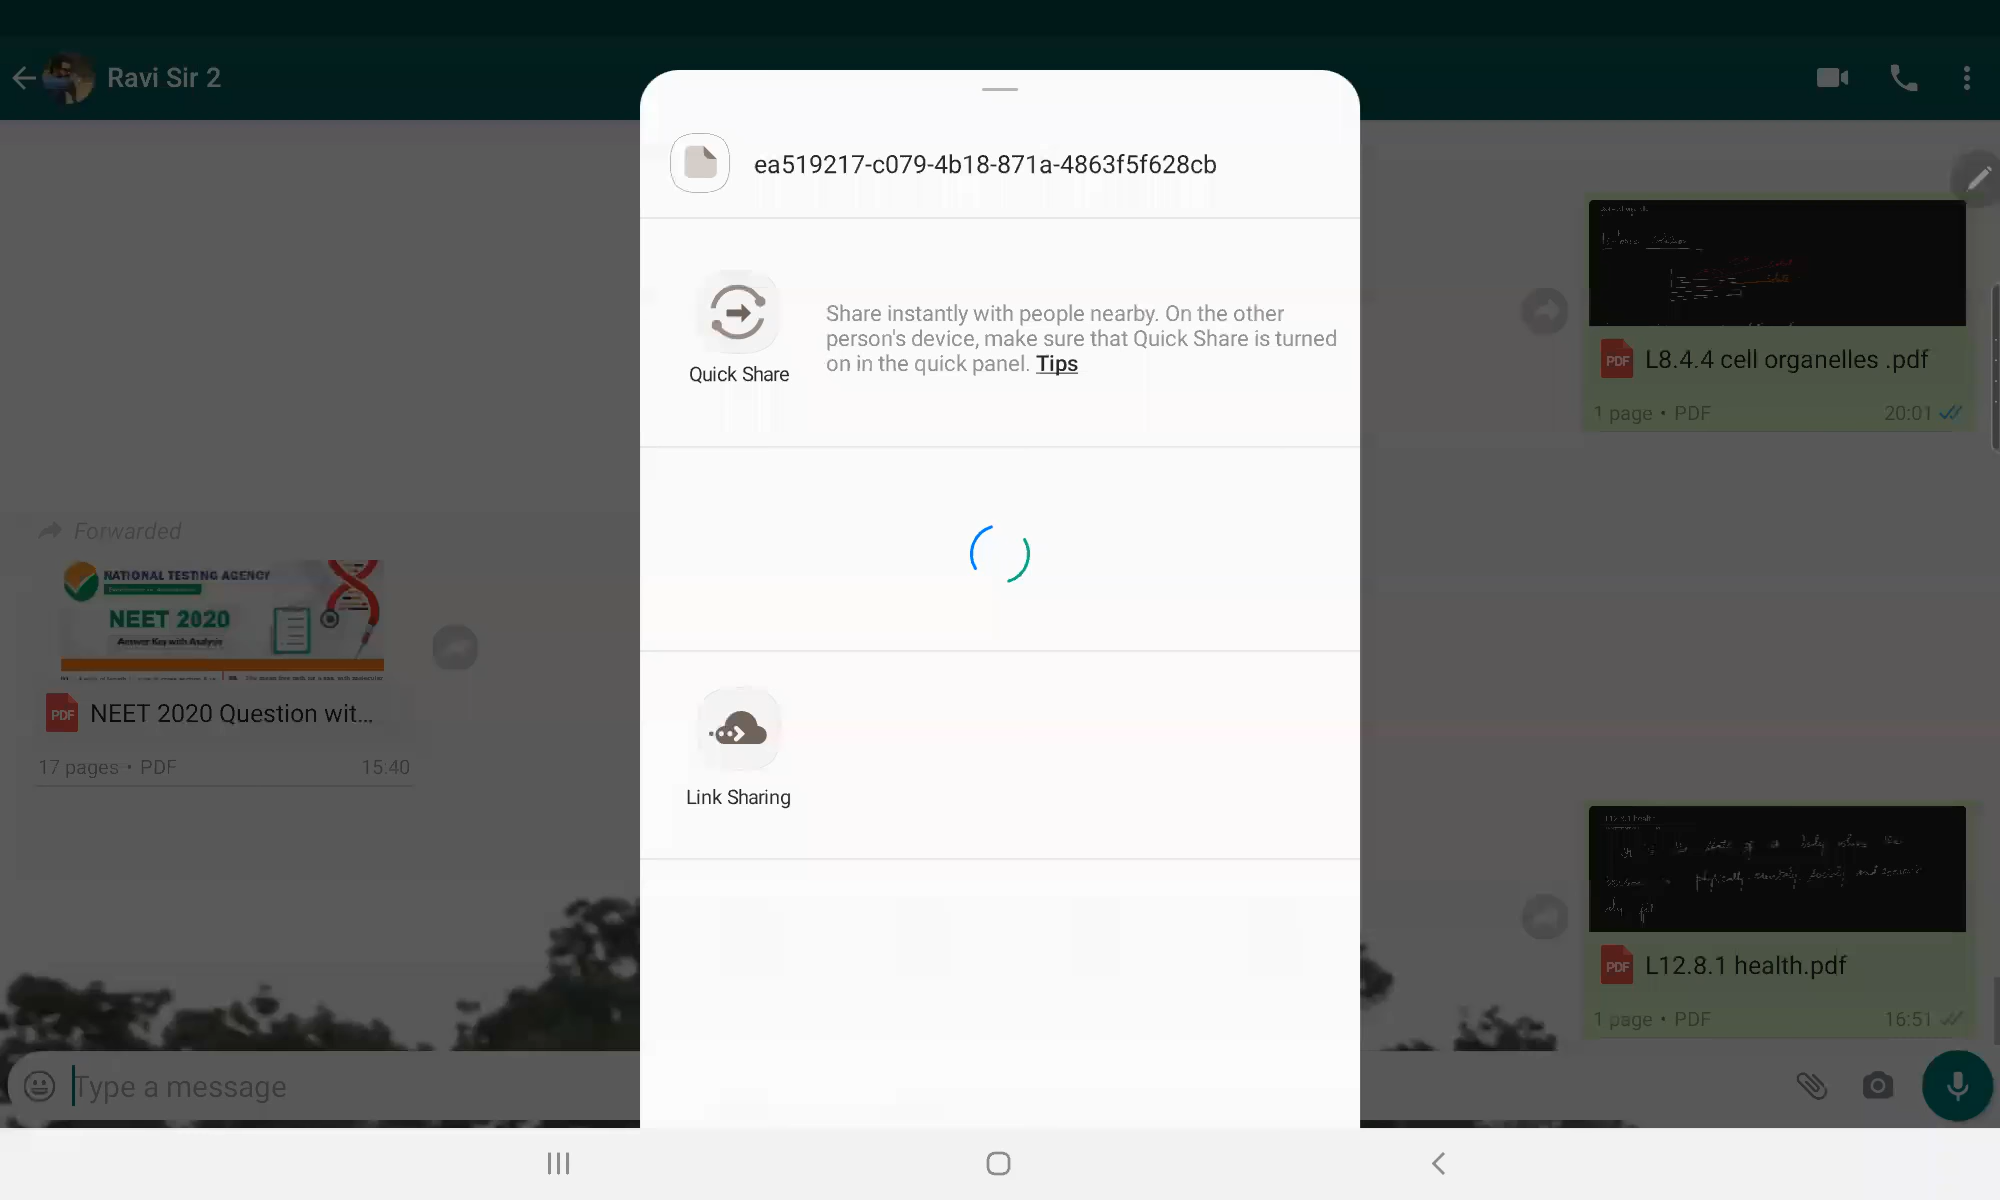 Ravi Sir 2
ea519217-c079-4b18-871a-4863f5f628cb
Share instantly with people nearby. On the other
person's device, make sure that Quick Share is turned
on in the quick panel. Tips
Quick Share
Link Sharing
PDF L8.4.4 cell organelles .pdf
1 page • PDF 20:01
Forwarded
NATIONAL TESTING AGENCY
NEET 2020
Answer Key with Analysis
PDF NEET 2020 Question wit...
17 pages • PDF 15:40
L12.8.1 health
PDF L12.8.1 health.pdf
1 page • PDF 16:51
Type a message